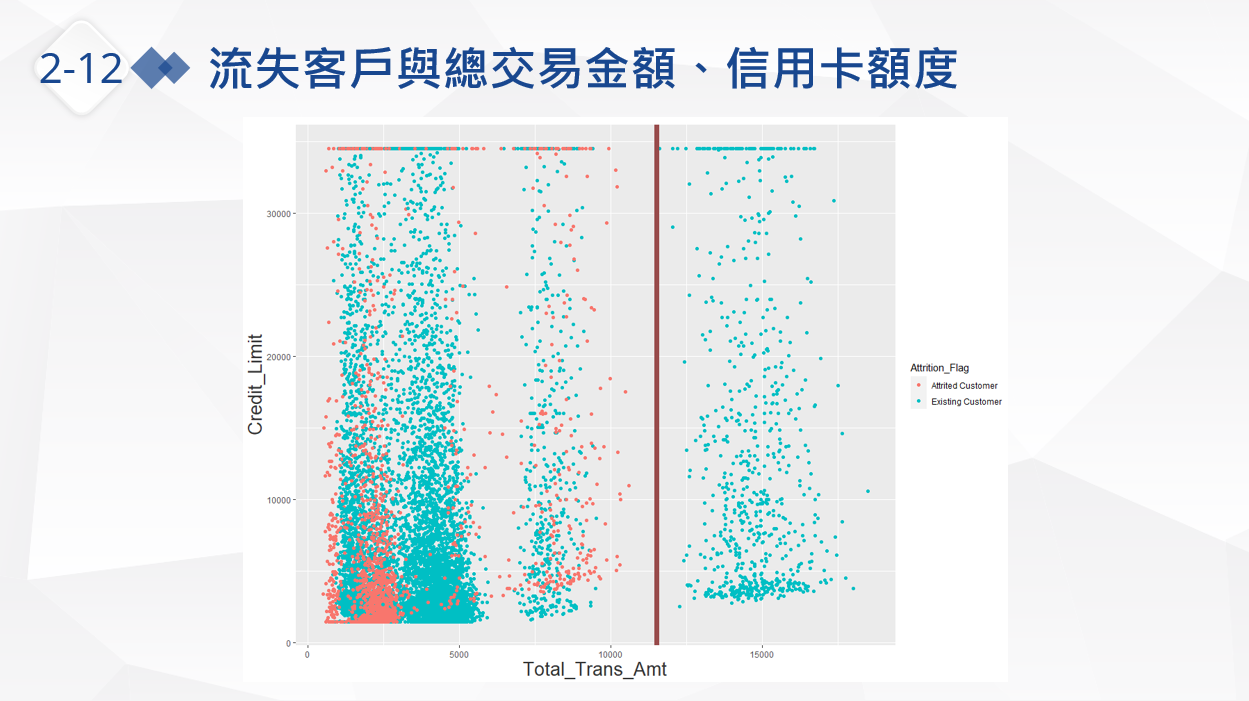 2-12 流失客戶與總交易金額、信用卡額度
Credit_Limit
30000
20000
10000
0
0 5000 10000 15000
Total_Trans_Amt
Attrition_Flag
Attrited Customer
Existing Customer